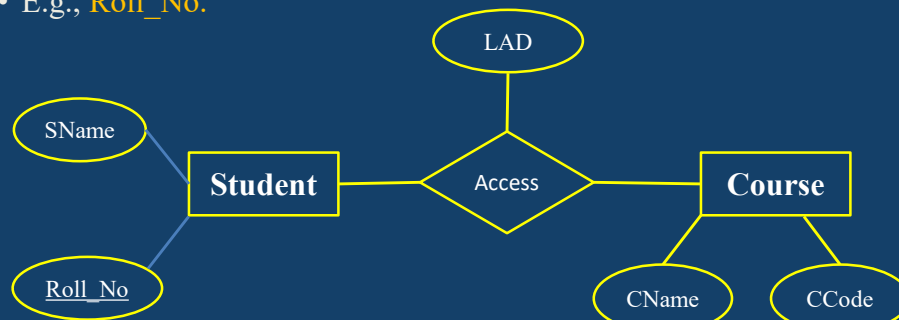 • E.g., Roll_No.
LAD
SName
Student
Access
Course
Roll_No
CName
CCode